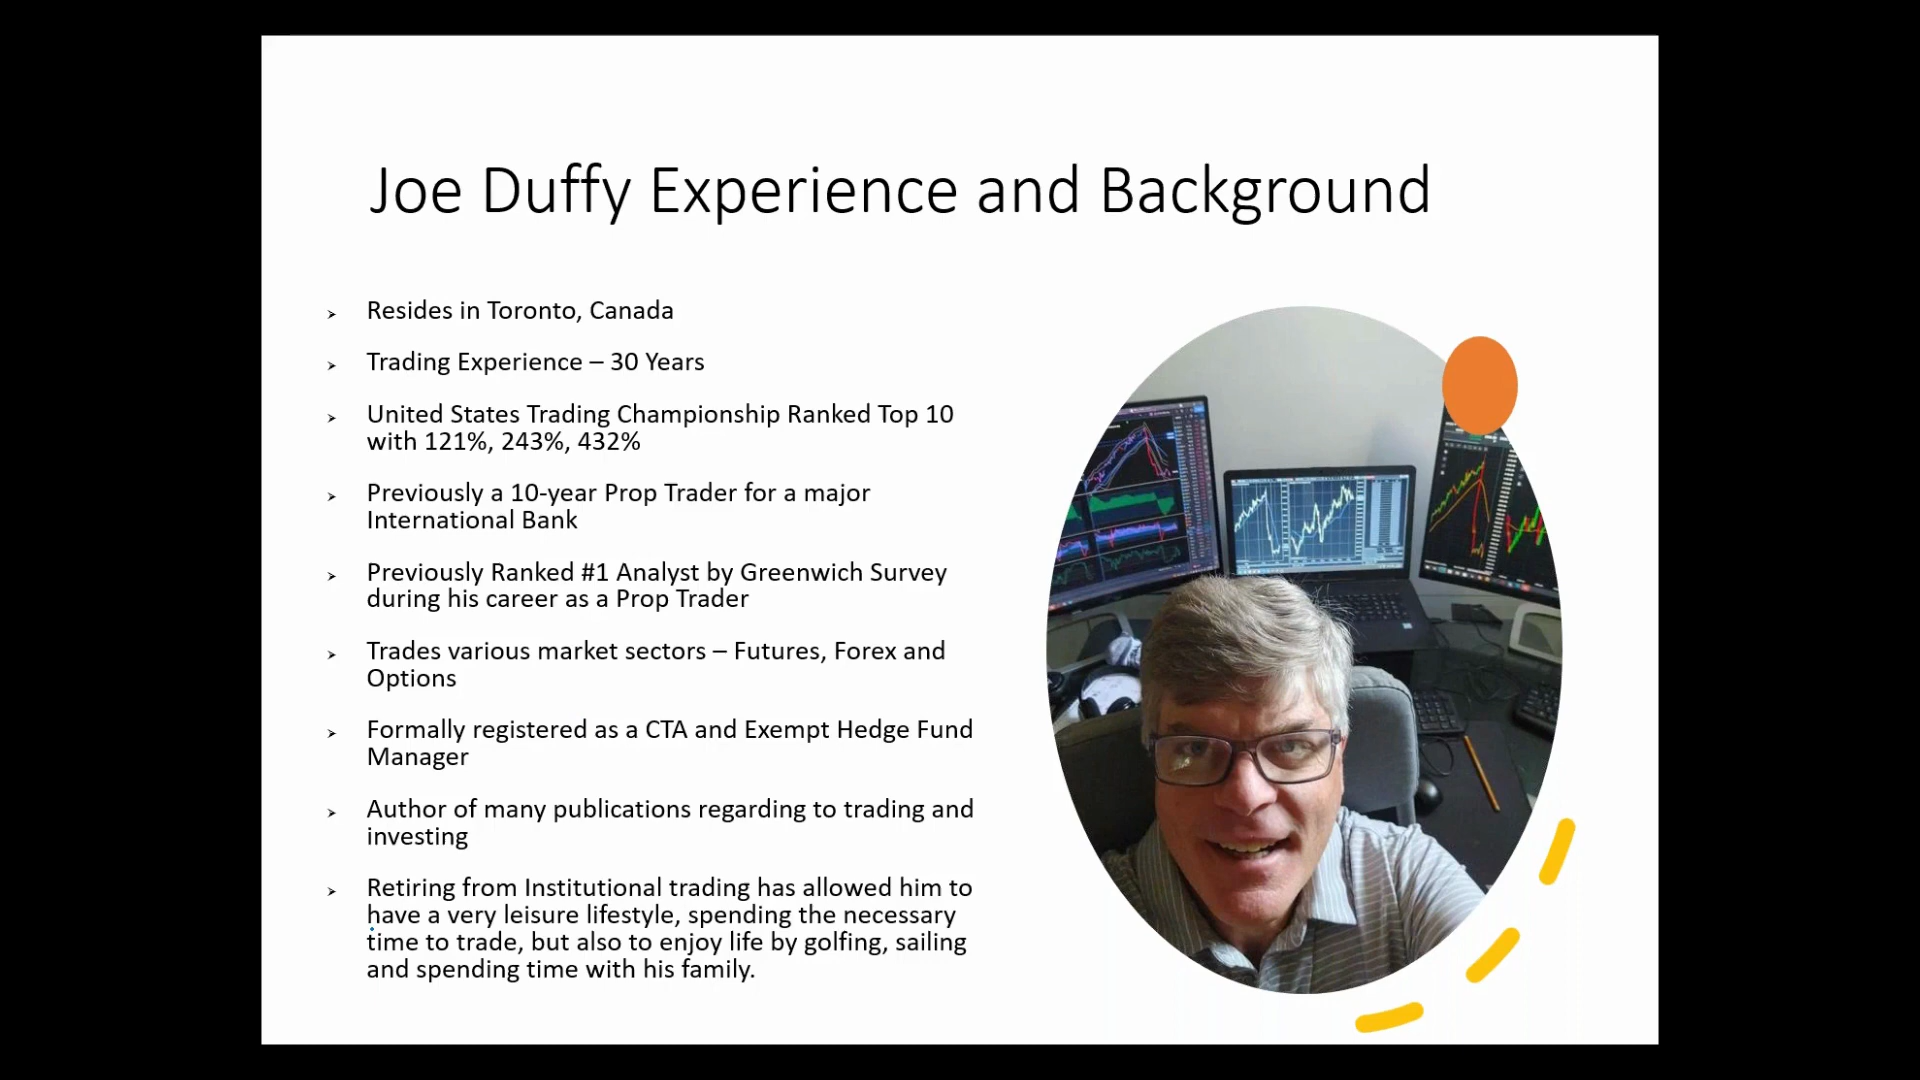 Joe Duffy Experience and Background
Resides in Toronto, Canada
Trading Experience – 30 Years
United States Trading Championship Ranked Top 10
with 121%, 243%, 432%
Previously a 10-year Prop Trader for a major
International Bank
Previously Ranked #1 Analyst by Greenwich Survey
during his career as a Prop Trader
Trades various market sectors – Futures, Forex and
Options
Formally registered as a CTA and Exempt Hedge Fund
Manager
Author of many publications regarding to trading and
investing
Retiring from Institutional trading has allowed him to
have a very leisure lifestyle, spending the necessary
time to trade, but also to enjoy life by golfing, sailing
and spending time with his family.